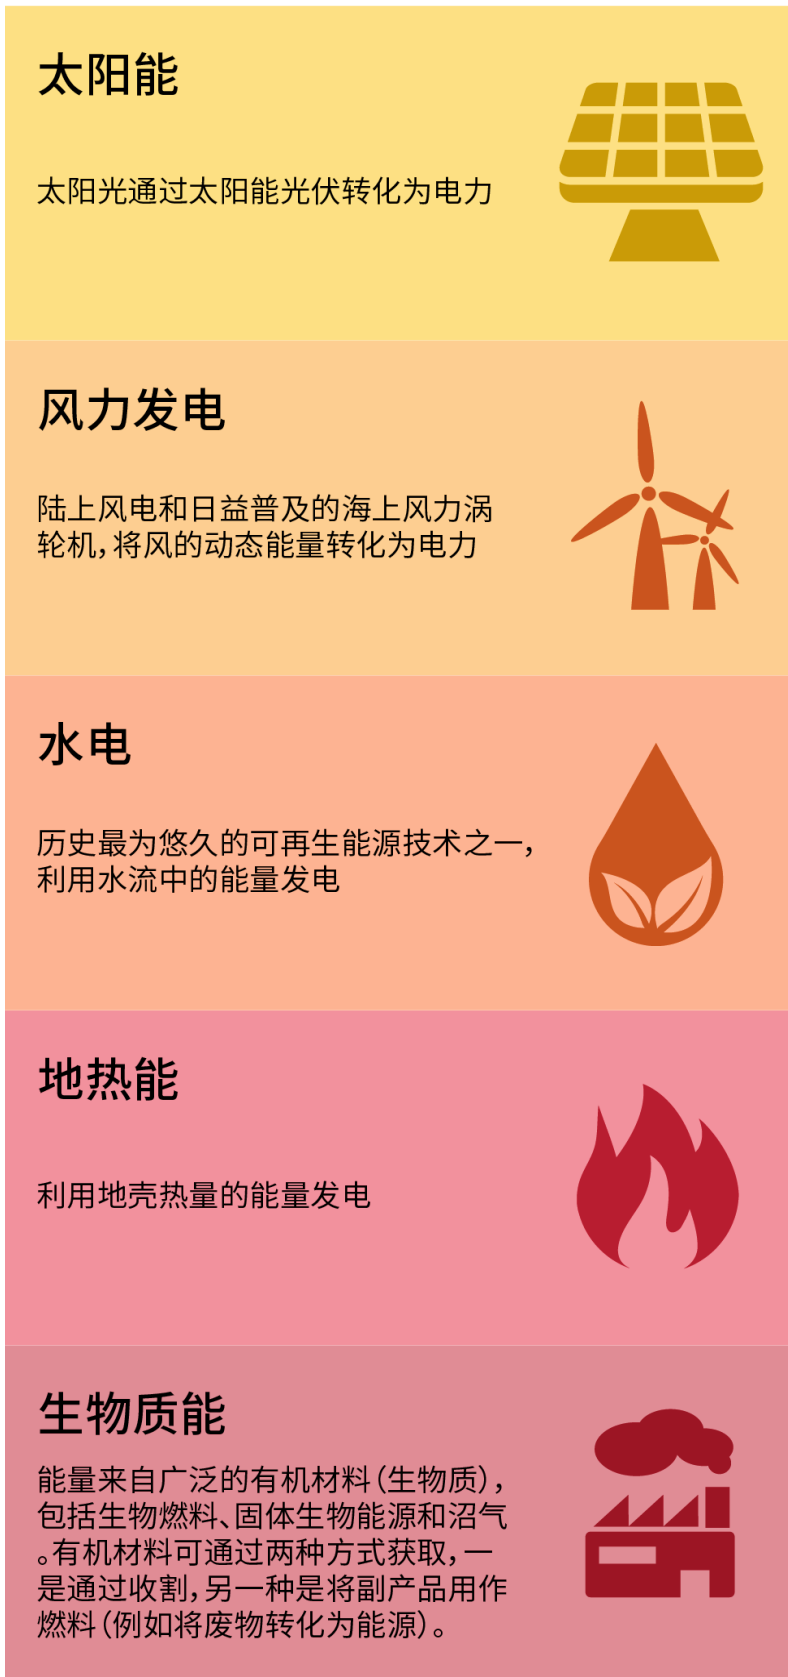 太阳能
太阳光通过太阳能光伏转化为电力
风力发电
陆上风电和日益普及的海上风力涡
轮机，将风的动态能量转化为电力
水电
历史最为悠久的可再生能源技术之一，
利用水流中的能量发电
地热能
利用地壳热量的能量发电
生物质能
能量来自广泛的有机材料（生物质），
包括生物燃料、固体生物能源和沼气
。有机材料可通过两种方式获取，一
是通过收割，另一种是将副产品用作
燃料（例如将废物转化为能源）。